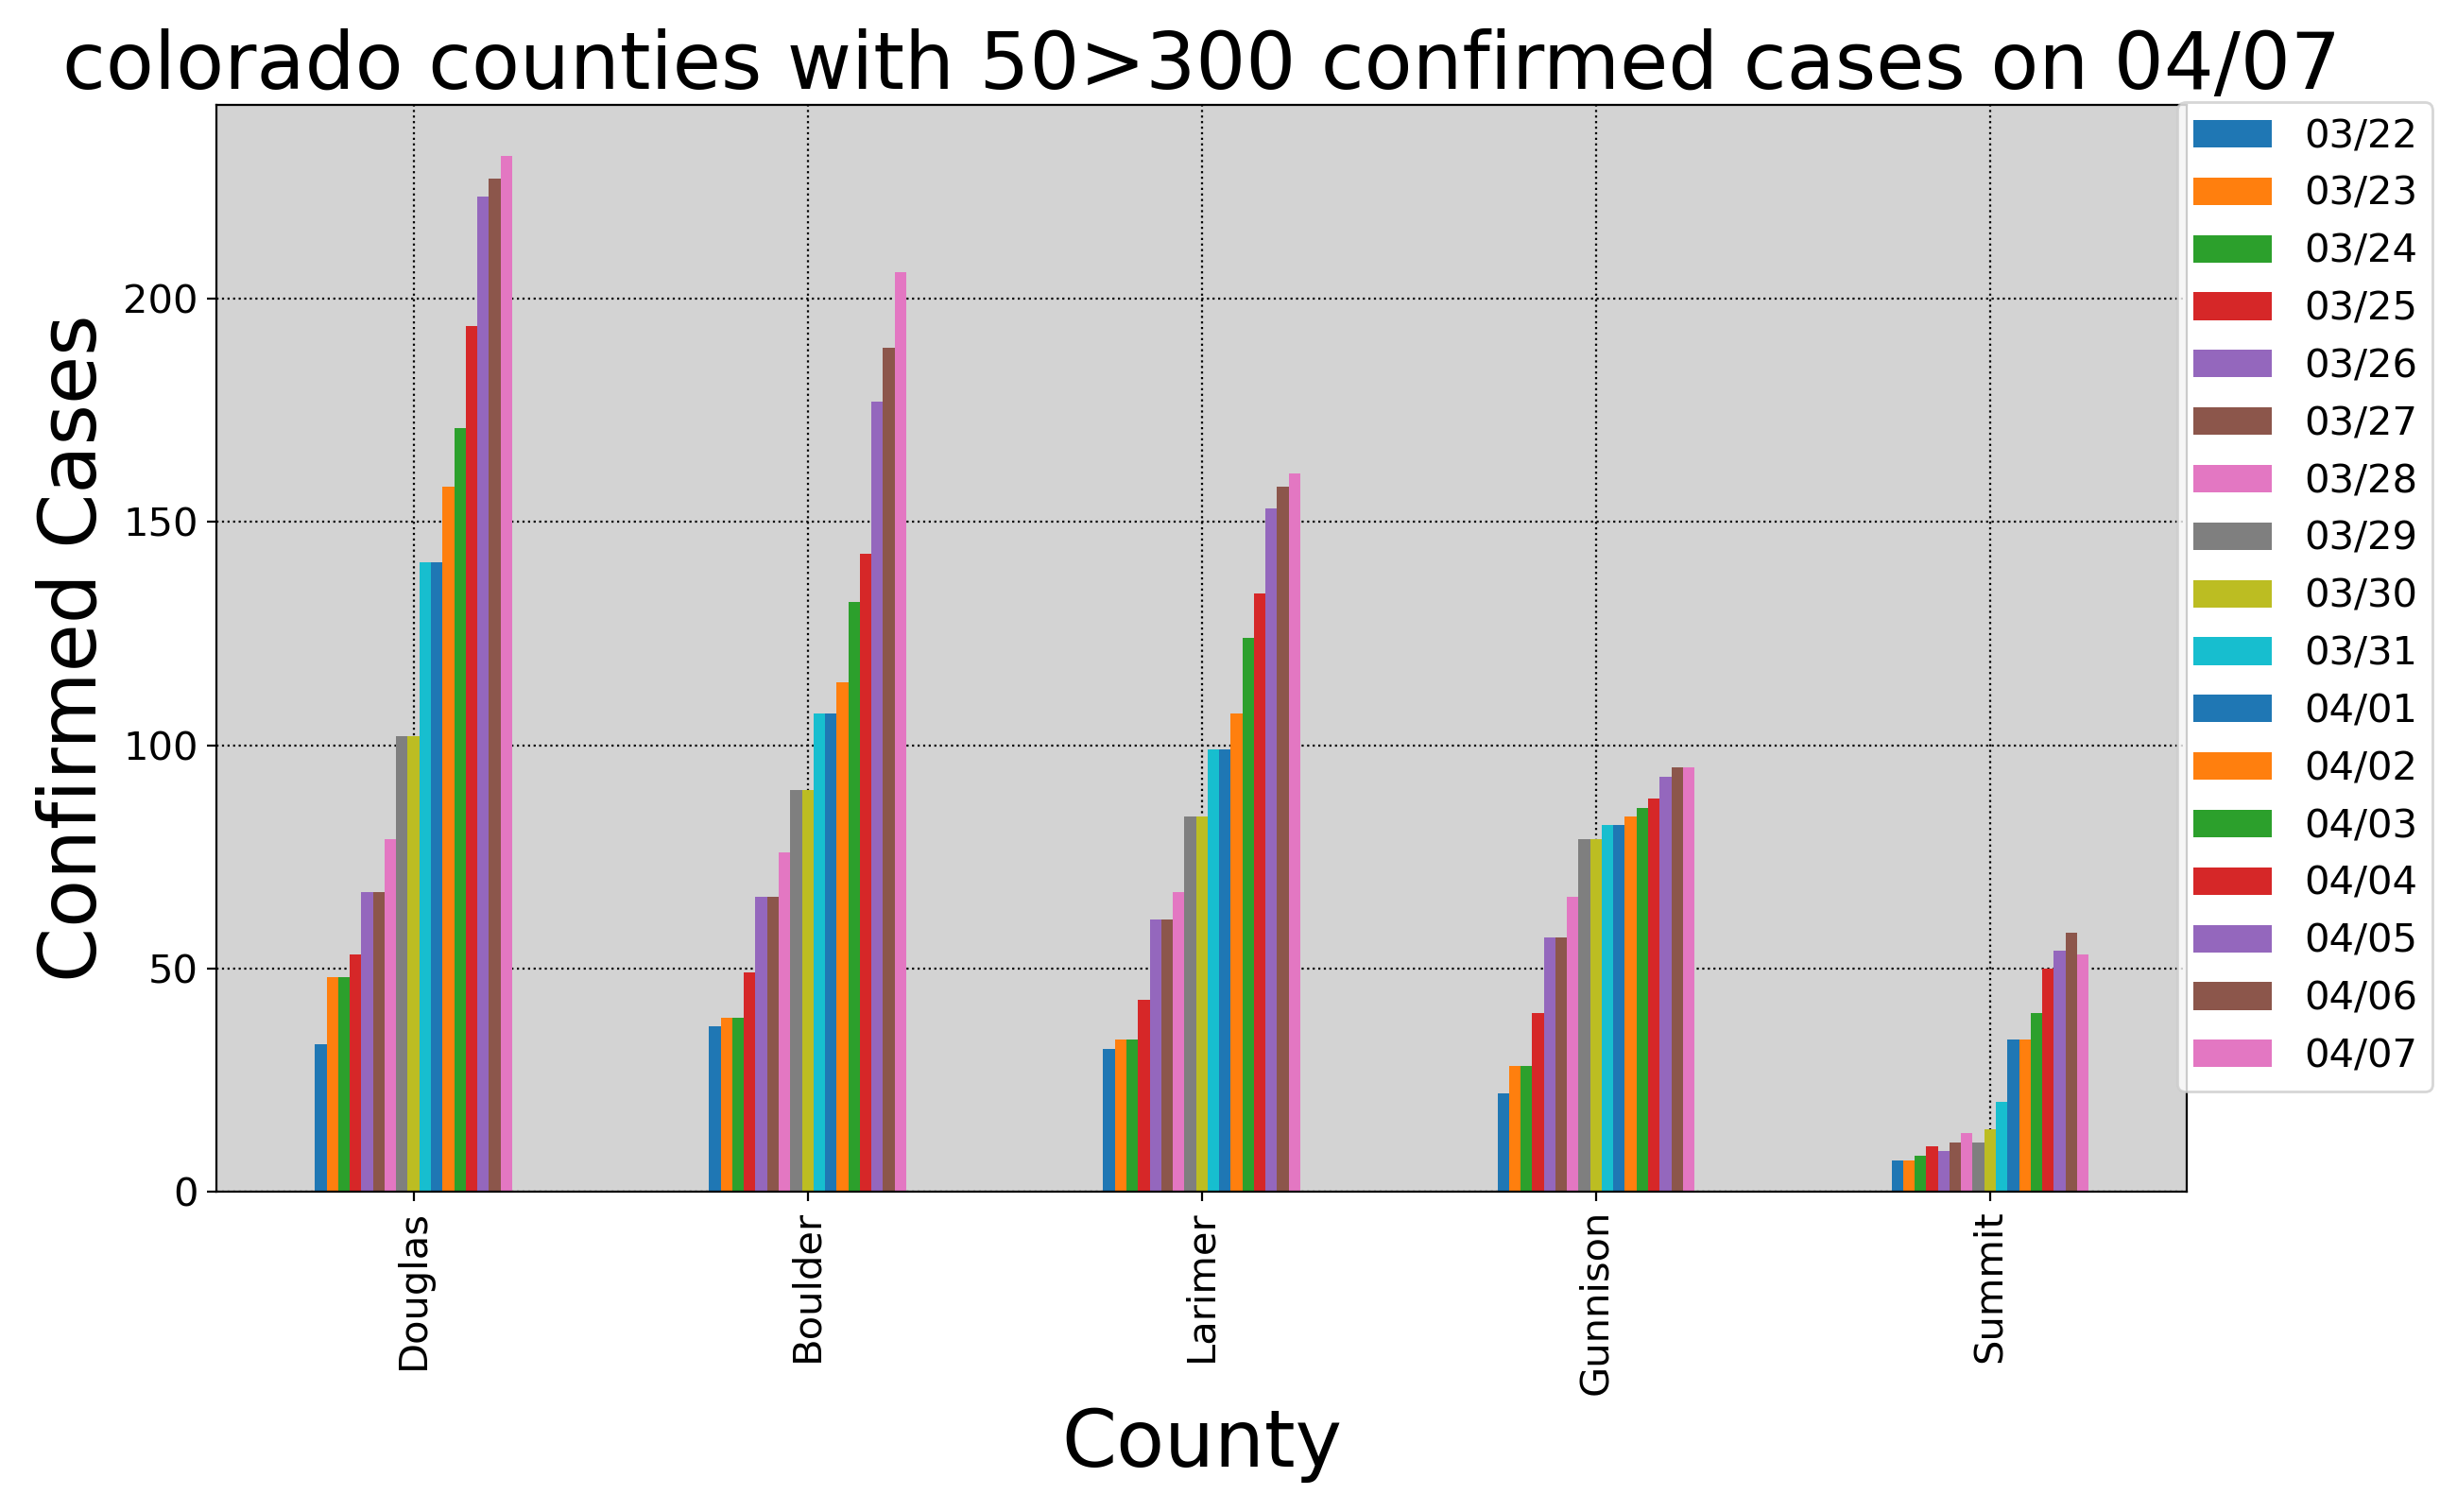 colorado counties with 50>300 confirmed cases on 04/07
Confirmed Cases
200
150
100
50
0
Douglas
Boulder
Larimer
Gunnison
Summit
County
03/22
03/23
03/24
03/25
03/26
03/27
03/28
03/29
03/30
03/31
04/01
04/02
04/03
04/04
04/05
04/06
04/07